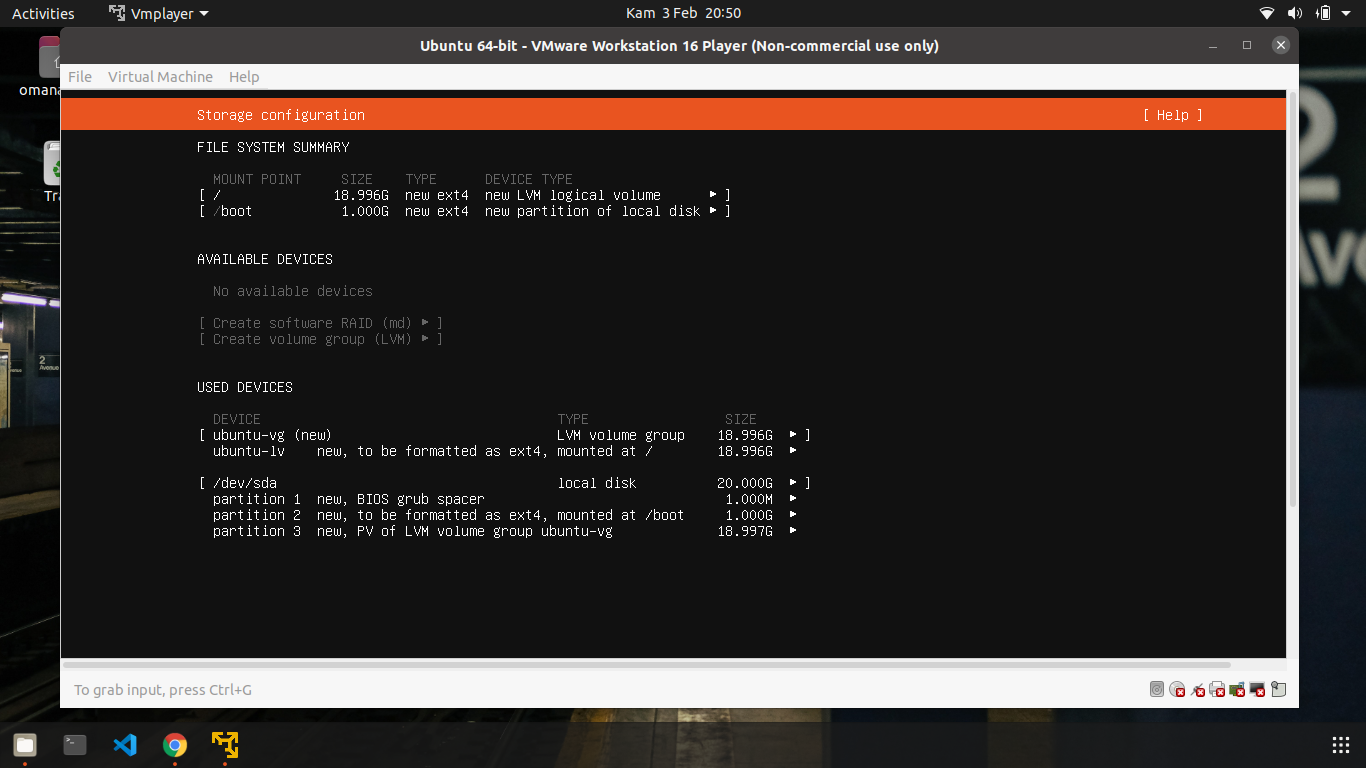 Activities Vmplayer Kam 3 Feb 20:50
Ubuntu 64-bit - VMware Workstation 16 Player (Non-commercial use only)
File Virtual Machine Help
Storage configuration [ Help ]
FILE SYSTEM SUMMARY
MOUNT POINT SIZE TYPE DEVICE TYPE
[ / 18.996G new ext4 new LVM logical volume ▸ ]
[ /boot 1.000G new ext4 new partition of local disk ▸ ]
AVAILABLE DEVICES
No available devices
[ Create software RAID (md) ▸ ]
[ Create volume group (LVM) ▸ ]
USED DEVICES
DEVICE TYPE SIZE
[ ubuntu-vg (new) LVM volume group 18.996G ▸ ]
ubuntu-lv new, to be formatted as ext4, mounted at / 18.996G ▸
[ /dev/sda local disk 20.000G ▸ ]
partition 1 new, BIOS grub spacer 1.000M ▸
partition 2 new, to be formatted as ext4, mounted at /boot 1.000G ▸
partition 3 new, PV of LVM volume group ubuntu-vg 18.997G ▸
To grab input, press Ctrl+G
omana
Tra
2
Avenue
2